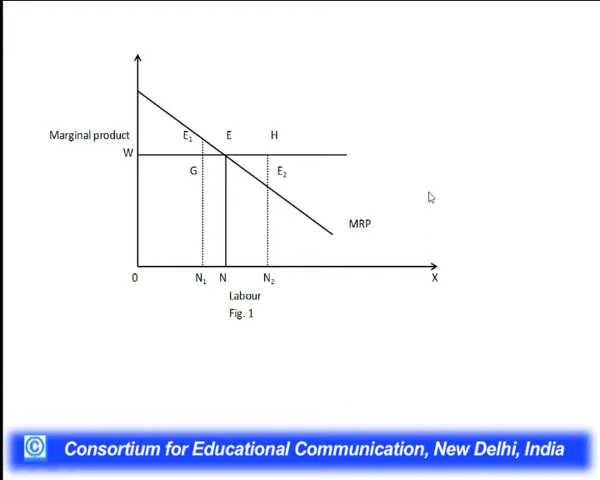 Marginal product
E1 E H
W
G E2
MRP
0 N1 N N2 X
Labour
Fig. 1
© Consortium for Educational Communication, New Delhi, India